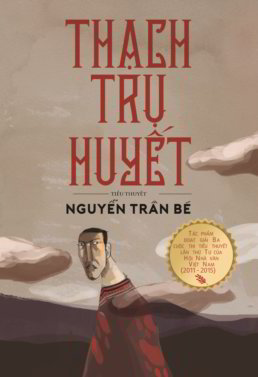 THẠCH
TRỤ
HUYẾT
TIỂU THUYẾT
NGUYỄN TRẦN BÉ
TÁC PHẨM
ĐOẠT GIẢI BA
CUỘC THI TIỂU THUYẾT
LẦN THỨ TƯ CỦA
HỘI NHÀ VĂN
VIỆT NAM
(2011-2015)